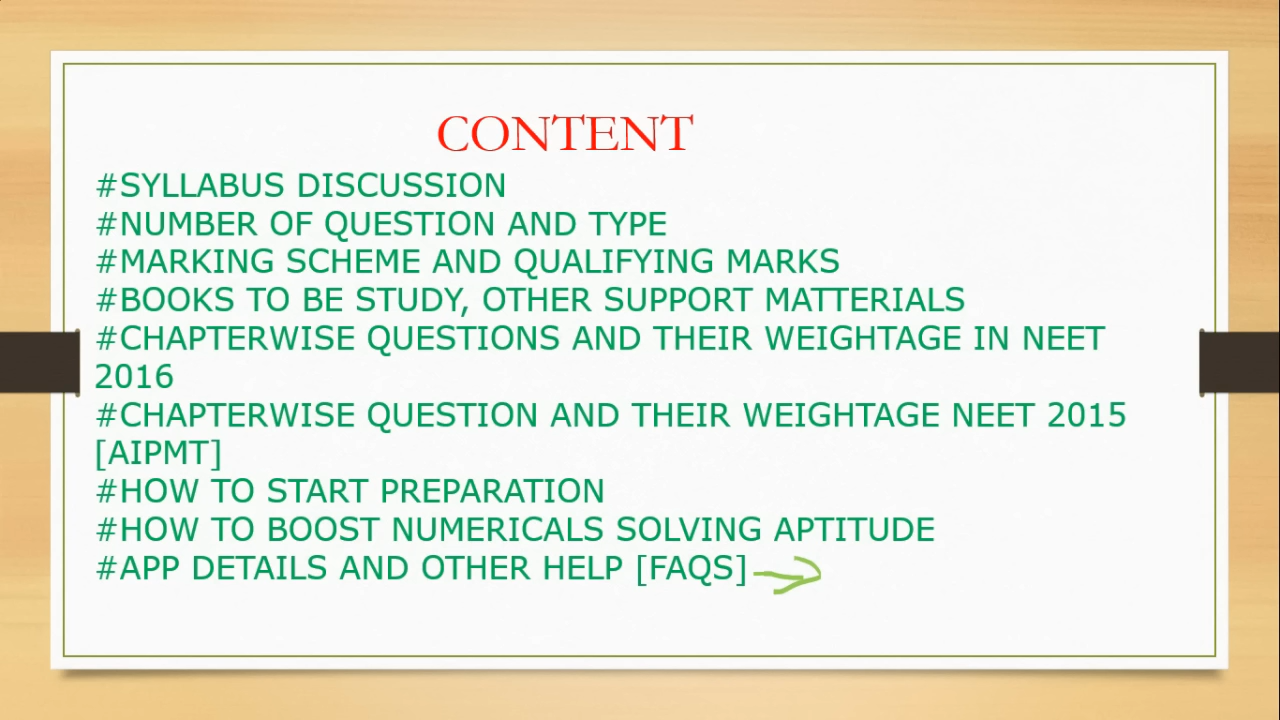 CONTENT
#SYLLABUS DISCUSSION
#NUMBER OF QUESTION AND TYPE
#MARKING SCHEME AND QUALIFYING MARKS
#BOOKS TO BE STUDY, OTHER SUPPORT MATTERIALS
#CHAPTERWISE QUESTIONS AND THEIR WEIGHTAGE IN NEET
2016
#CHAPTERWISE QUESTION AND THEIR WEIGHTAGE NEET 2015
[AIPMT]
#HOW TO START PREPARATION
#HOW TO BOOST NUMERICALS SOLVING APTITUDE
#APP DETAILS AND OTHER HELP [FAQS]